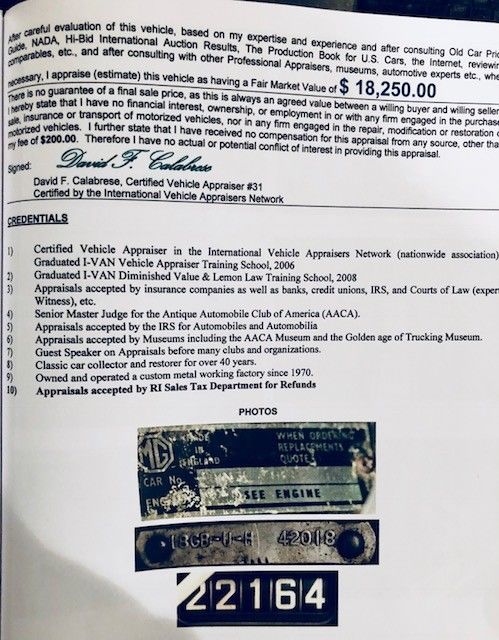 After careful evaluation of this vehicle, based on my expertise and experience and after consulting Old Car Pric
Guide, NADA, Hi-Bid International Auction Results, The Production Book for U.S. Cars, the Internet, reviewin
comparables, etc., and after consulting with other Professional Appraisers, museums, automotive experts etc., whe
necessary, I appraise (estimate) this vehicle as having a Fair Market Value of $ 18,250.00
There is no guarantee of a final sale price, as this is always an agreed value between a willing buyer and willing seller
I hereby state that I have no financial interest, ownership, or employment in or with any firm engaged in the purchase
sale, insurance or transport of motorized vehicles, nor in any firm engaged in the repair, modification or restoration o
motorized vehicles. I further state that I have received no compensation for this appraisal from any source, other tha
my fee of $200.00. Therefore I have no actual or potential conflict of interest in providing this appraisal.
Signed: David F. Calabrese
David F. Calabrese, Certified Vehicle Appraiser #31
Certified by the International Vehicle Appraisers Network
CREDENTIALS
1) Certified Vehicle Appraiser in the International Vehicle Appraisers Network (nationwide association)
Graduated I-VAN Vehicle Appraiser Training School, 2006
2) Graduated I-VAN Diminished Value & Lemon Law Training School, 2008
3) Appraisals accepted by insurance companies as well as banks, credit unions, IRS, and Courts of Law (exper
Witness), etc.
4) Senior Master Judge for the Antique Automobile Club of America (AACA).
5) Appraisals accepted by the IRS for Automobiles and Automobilia
6) Appraisals accepted by Museums including the AACA Museum and the Golden age of Trucking Museum.
7) Guest Speaker on Appraisals before many clubs and organizations.
8) Classic car collector and restorer for over 40 years.
9) Owned and operated a custom metal working factory since 1970.
10) Appraisals accepted by RI Sales Tax Department for Refunds
PHOTOS
MG IN ENGLAND WHEN ORDERING
REPLACEMENTS
QUOTE
CAR No.
SEE ENGINE
18GB-U-H 42018
22164